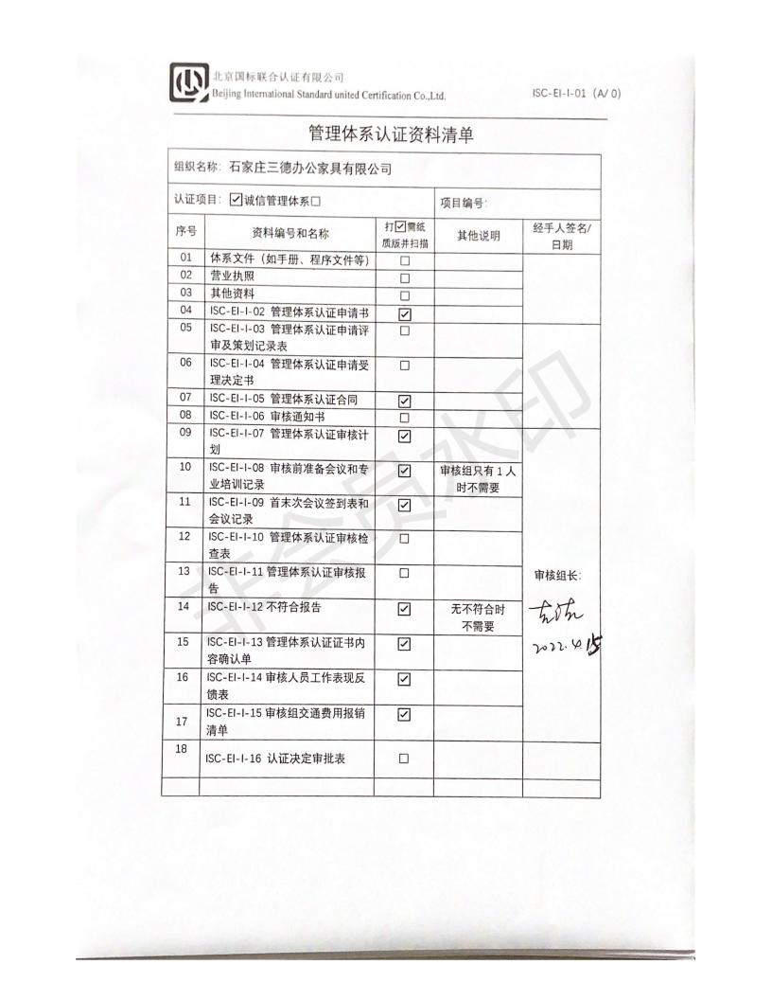 北京国标联合认证有限公司
Beijing International Standard united Certification Co.,Ltd.
ISC-EI-I-01 (A/0)
管理体系认证资料清单
组织名称: 石家庄三德办公家具有限公司
认证项目: ☑诚信管理体系□
项目编号:
序号
资料编号和名称
打☑需纸
质版并扫描
其他说明
经手人签名/
日期
01 体系文件（如手册、程序文件等） □
02 营业执照 □
03 其他资料 □
04 ISC-EI-I-02 管理体系认证申请书 ☑
05 ISC-EI-I-03 管理体系认证申请评 □
审及策划记录表
06 ISC-EI-I-04 管理体系认证申请受 □
理决定书
07 ISC-EI-I-05 管理体系认证合同 ☑
08 ISC-EI-I-06 审核通知书 □
09 ISC-EI-I-07 管理体系认证审核计 ☑
划
10 ISC-EI-I-08 审核前准备会议和专 ☑ 审核组只有 1 人
业培训记录 时不需要
11 ISC-EI-I-09 首末次会议签到表和 ☑
会议记录
12 ISC-EI-I-10 管理体系认证审核检 □
查表
13 ISC-EI-I-11 管理体系认证审核报 □
告
审核组长:
14 ISC-EI-I-12 不符合报告 ☑ 无不符合时
不需要
2022.4.15
15 ISC-EI-I-13 管理体系认证证书内 ☑
容确认单
16 ISC-EI-I-14 审核人员工作表现反 ☑
馈表
17 ISC-EI-I-15 审核组交通费用报销 ☑
清单
18 ISC-EI-I-16 认证决定审批表 □
非会员水印